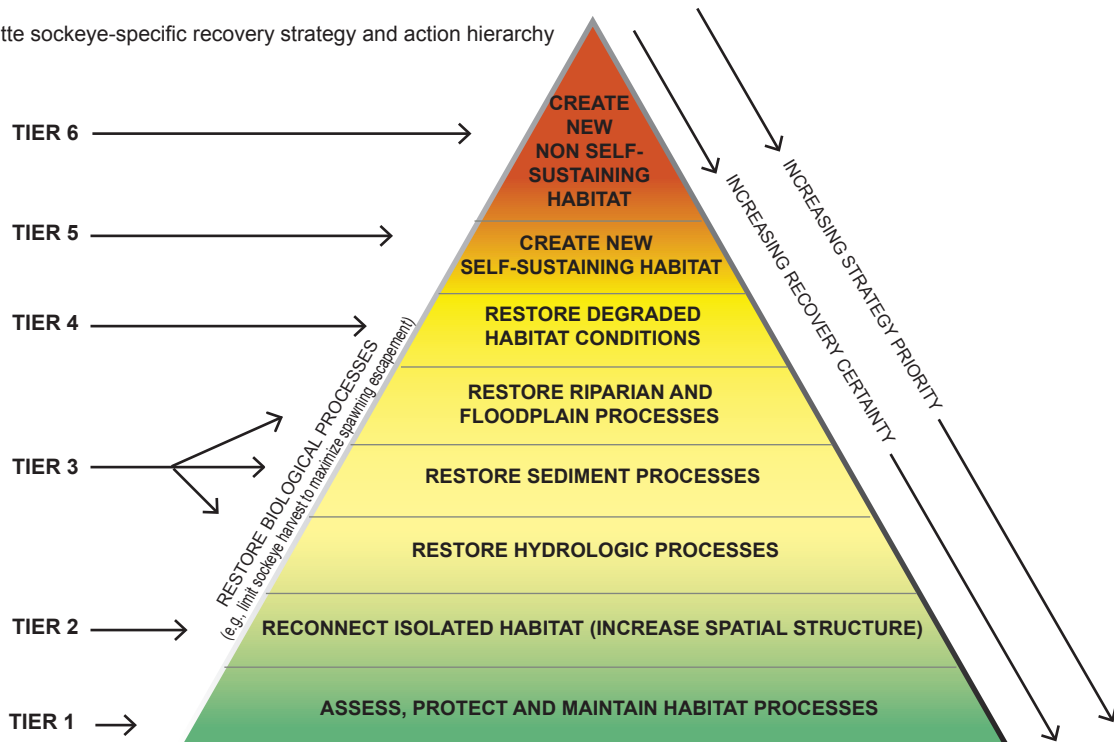 sockeye-specific recovery strategy and action hierarchy
TIER 6
CREATE
NEW
NON SELF-
SUSTAINING
HABITAT
TIER 5
CREATE NEW
SELF-SUSTAINING HABITAT
TIER 4
RESTORE DEGRADED
HABITAT CONDITIONS
RESTORE RIPARIAN AND
FLOODPLAIN PROCESSES
TIER 3
RESTORE SEDIMENT PROCESSES
RESTORE HYDROLOGIC PROCESSES
TIER 2
RECONNECT ISOLATED HABITAT (INCREASE SPATIAL STRUCTURE)
TIER 1
ASSESS, PROTECT AND MAINTAIN HABITAT PROCESSES
RESTORE BIOLOGICAL PROCESSES
(e.g., limit sockeye harvest to maximize spawning escapement)
INCREASING RECOVERY CERTAINTY
INCREASING STRATEGY PRIORITY